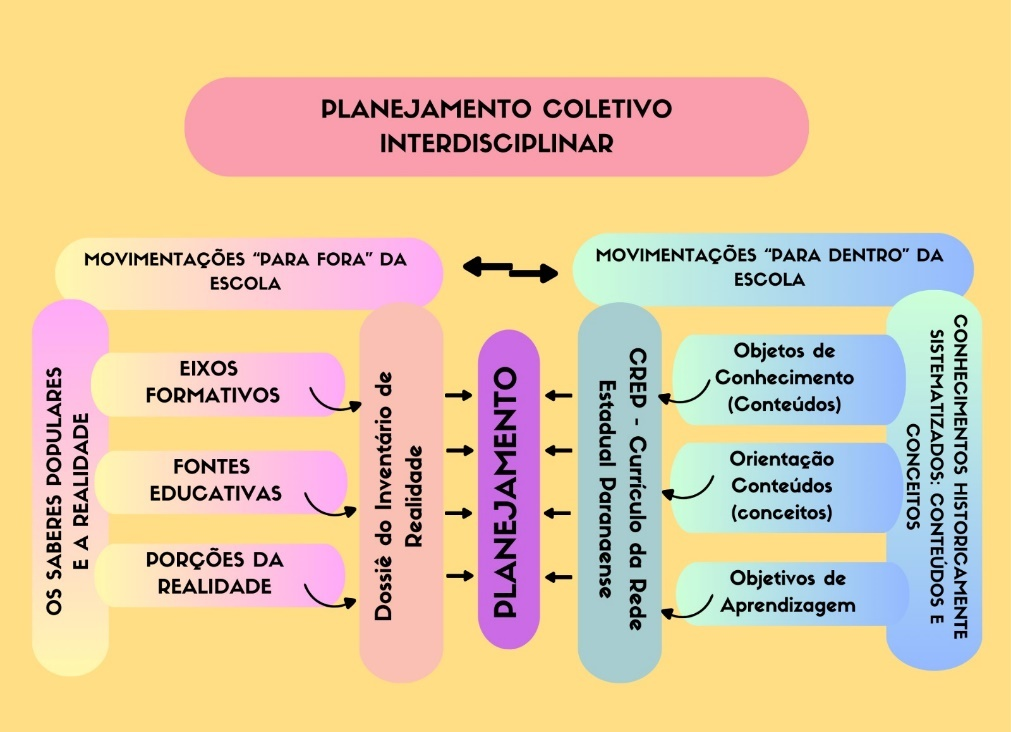 PLANEJAMENTO COLETIVO
INTERDISCIPLINAR
MOVIMENTAÇÕES “PARA FORA” DA
ESCOLA
MOVIMENTAÇÕES “PARA DENTRO” DA
ESCOLA
OS SABERES POPULARES
E A REALIDADE
EIXOS
FORMATIVOS
FONTES
EDUCATIVAS
PORÇÕES DA
REALIDADE
Dossiê do Inventário de
Realidade
PLANEJAMENTO
CREP - Currículo da Rede
Estadual Paranaense
Objetos de
Conhecimento
(Conteúdos)
Orientação
Conteúdos
(conceitos)
Objetivos de
Aprendizagem
CONHECIMENTOS HISTORICAMENTE
SISTEMATIZADOS: CONTEÚDOS E
CONCEITOS